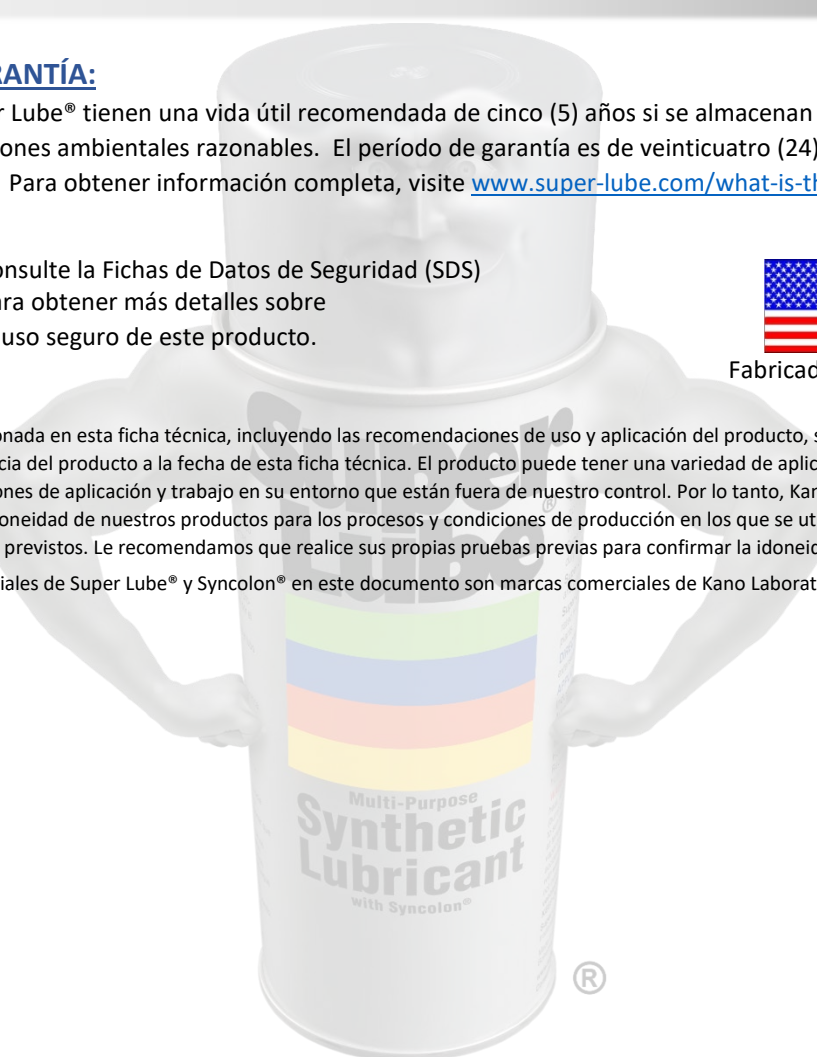 RANTÍA:
r Lube® tienen una vida útil recomendada de cinco (5) años si se almacenan
ones ambientales razonables. El período de garantía es de veinticuatro (24)
Para obtener información completa, visite www.super-lube.com/what-is-th
onsulte la Fichas de Datos de Seguridad (SDS)
ara obtener más detalles sobre
uso seguro de este producto.
Fabricad
onada en esta ficha técnica, incluyendo las recomendaciones de uso y aplicación del producto, s
cia del producto a la fecha de esta ficha técnica. El producto puede tener una variedad de aplic
ones de aplicación y trabajo en su entorno que están fuera de nuestro control. Por lo tanto, Kan
oneidad de nuestros productos para los procesos y condiciones de producción en los que se ut
previstos. Le recomendamos que realice sus propias pruebas previas para confirmar la idoneid
iales de Super Lube® y Syncolon® en este documento son marcas comerciales de Kano Laborat
Super
Lube®
Multi-Purpose
Synthetic
Lubricant
with Syncolon®
®